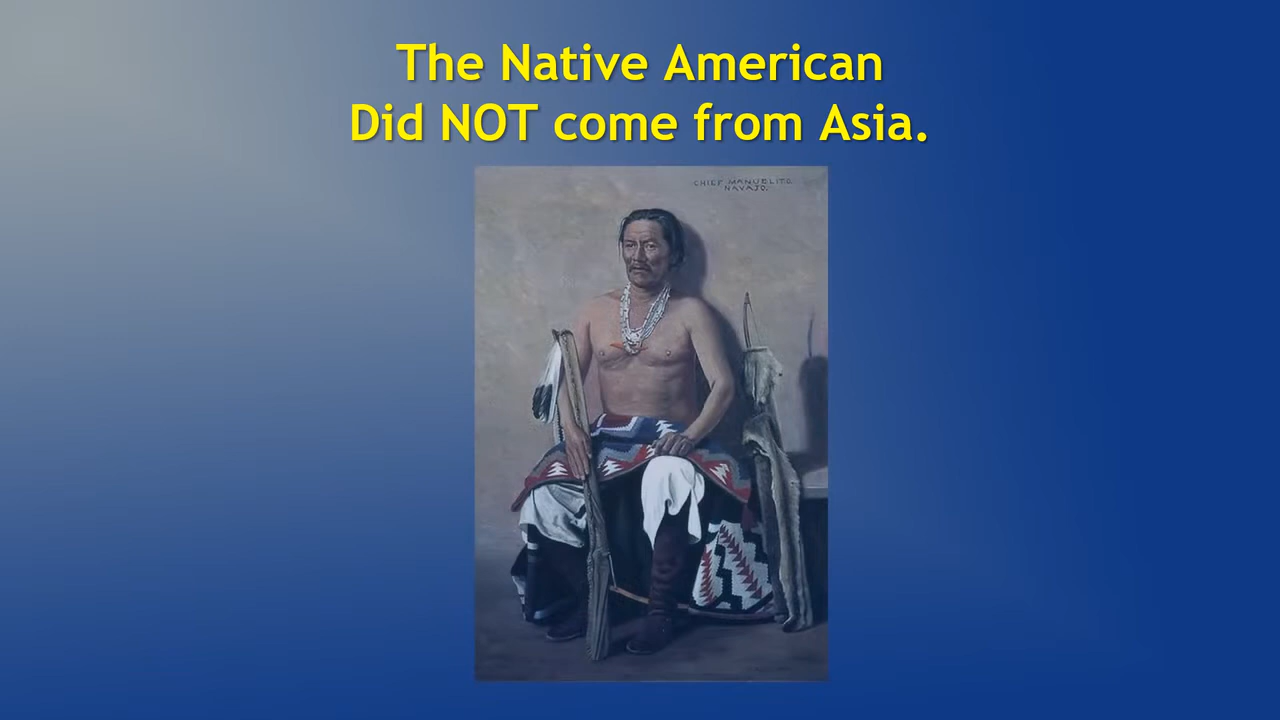 The Native American
Did NOT come from Asia.
CHIEF MANUELITO
NAVAJO.